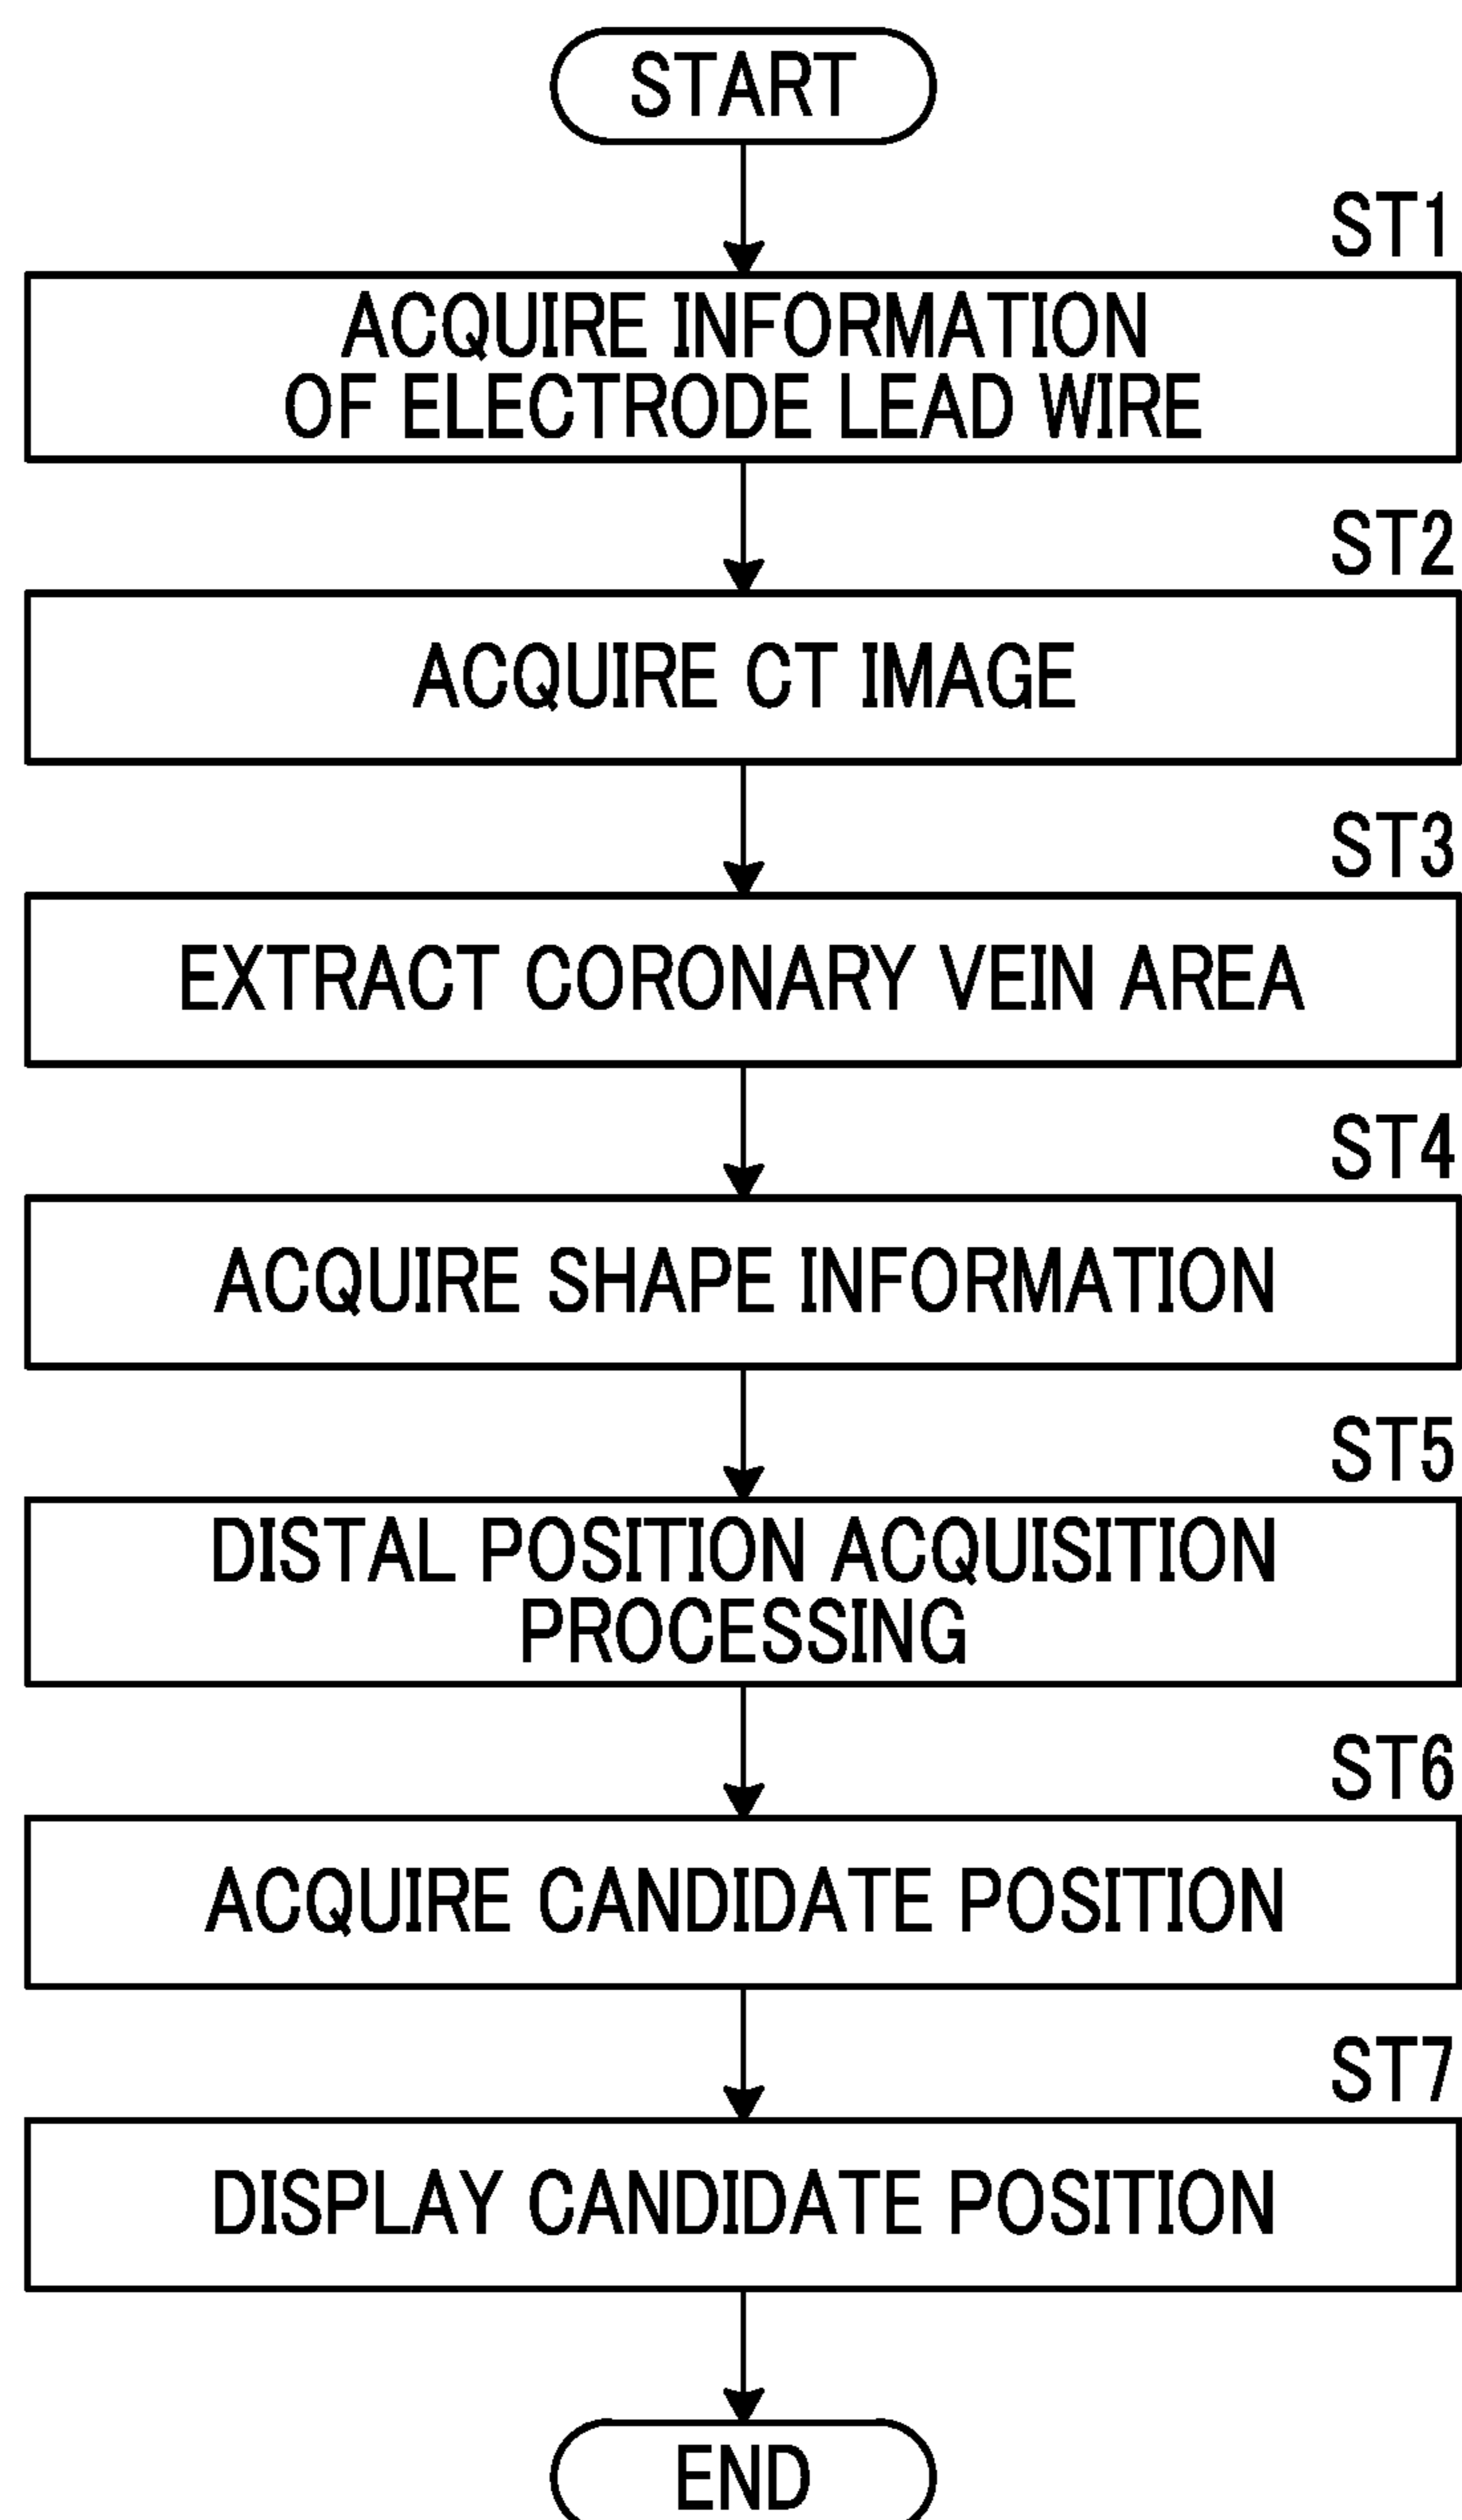 START
ST1
ACQUIRE INFORMATION
OF ELECTRODE LEAD WIRE
ST2
ACQUIRE CT IMAGE
ST3
EXTRACT CORONARY VEIN AREA
ST4
ACQUIRE SHAPE INFORMATION
ST5
DISTAL POSITION ACQUISITION
PROCESSING
ST6
ACQUIRE CANDIDATE POSITION
ST7
DISPLAY CANDIDATE POSITION
END